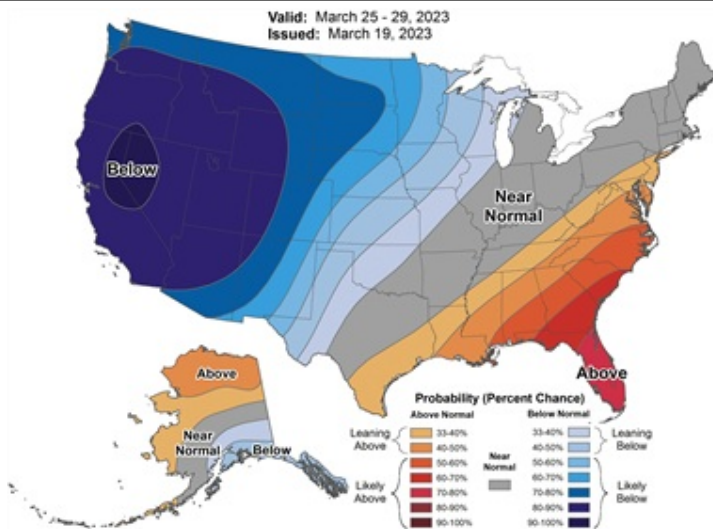 Valid: March 25 - 29, 2023
Issued: March 19, 2023
Below
Near
Normal
Above
Above
Near
Normal
Below
Probability (Percent Chance)
Above Normal
Below Normal
Leaning
Above
33-40%
40-50%
50-60%
60-70%
70-80%
80-90%
90-100%
Likely
Above
Near
Normal
33-40%
40-50%
50-60%
60-70%
70-80%
80-90%
90-100%
Leaning
Below
Likely
Below